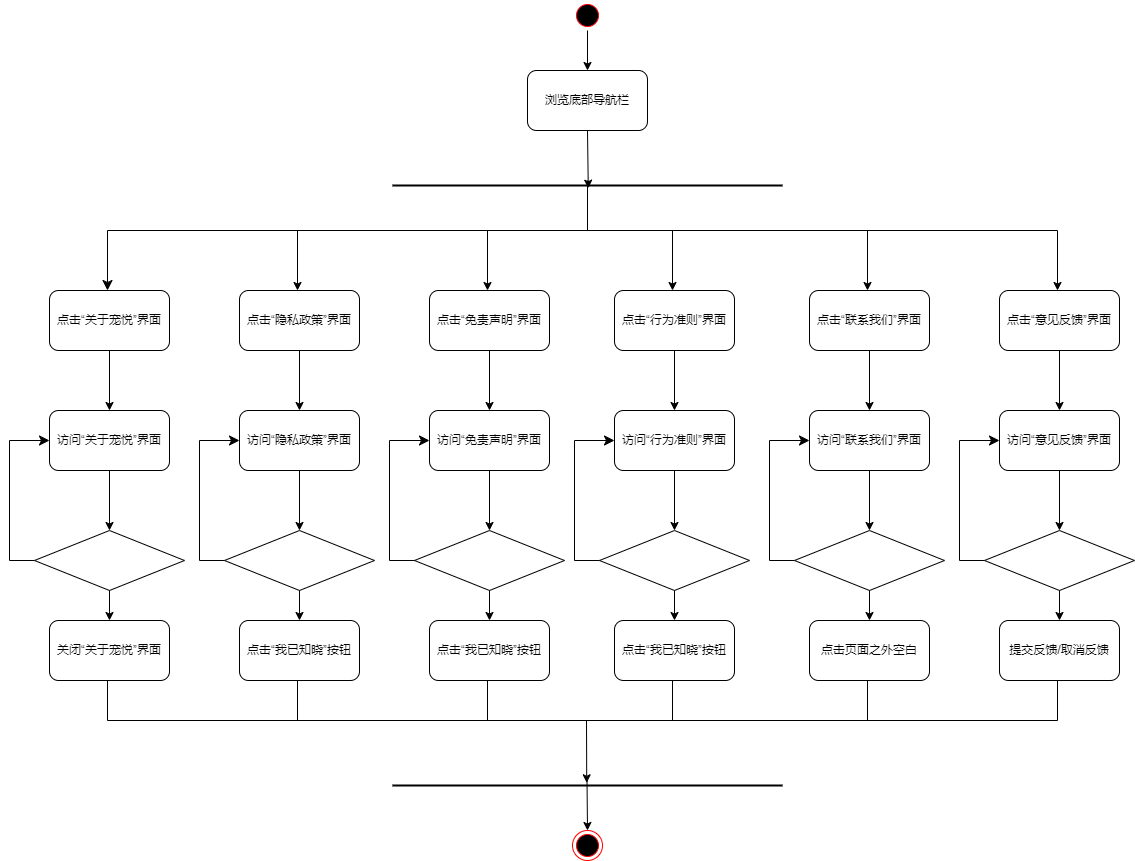 浏览底部导航栏
点击“关于宠悦”界面
点击“隐私政策”界面
点击“免责声明”界面
点击“行为准则”界面
点击“联系我们”界面
点击“意见反馈”界面
访问“关于宠悦”界面
访问“隐私政策”界面
访问“免责声明”界面
访问“行为准则”界面
访问“联系我们”界面
访问“意见反馈”界面
关闭“关于宠悦”界面
点击“我已知晓”按钮
点击“我已知晓”按钮
点击“我已知晓”按钮
点击页面之外空白
提交反馈/取消反馈